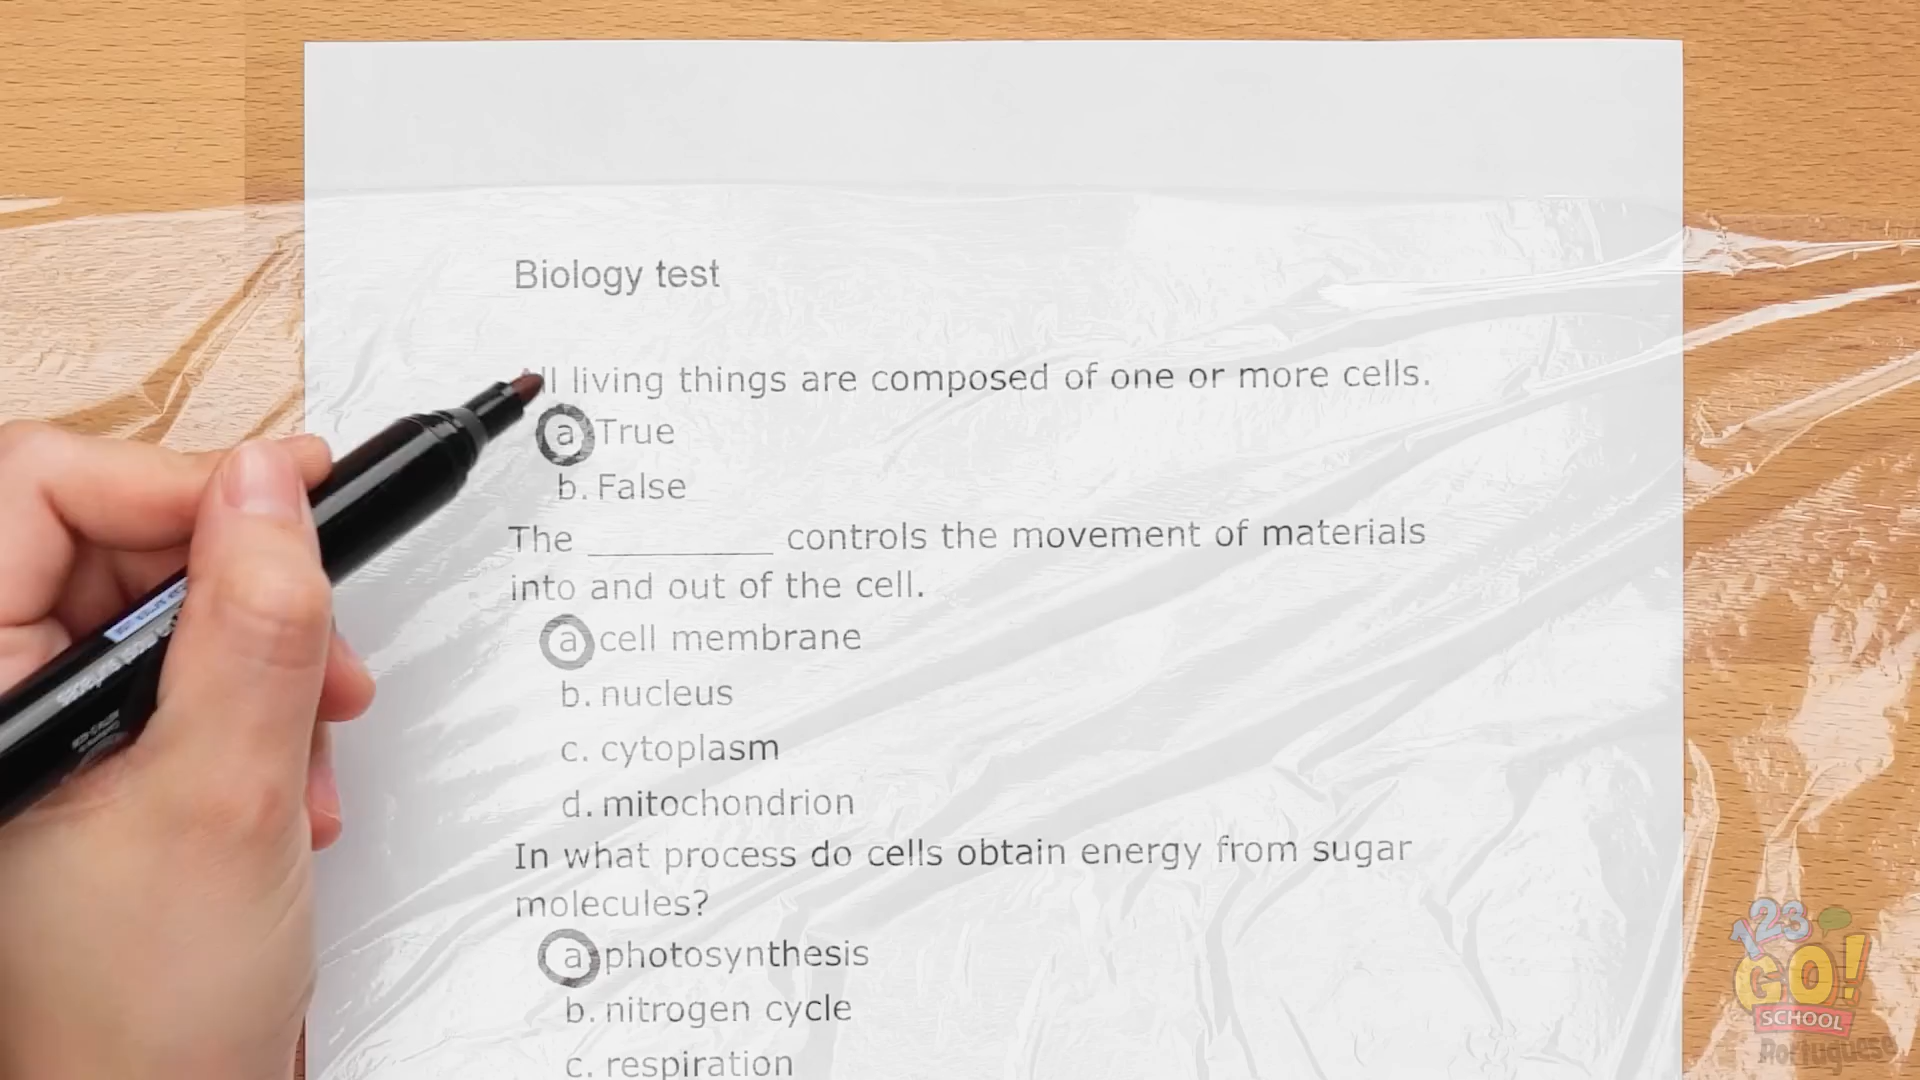 Biology test
All living things are composed of one or more cells.
a True
b. False
The __________ controls the movement of materials
into and out of the cell.
a cell membrane
b. nucleus
c. cytoplasm
d. mitochondrion
In what process do cells obtain energy from sugar
molecules?
a photosynthesis
b. nitrogen cycle
c. respiration
123
GO!
SCHOOL
Portuguese